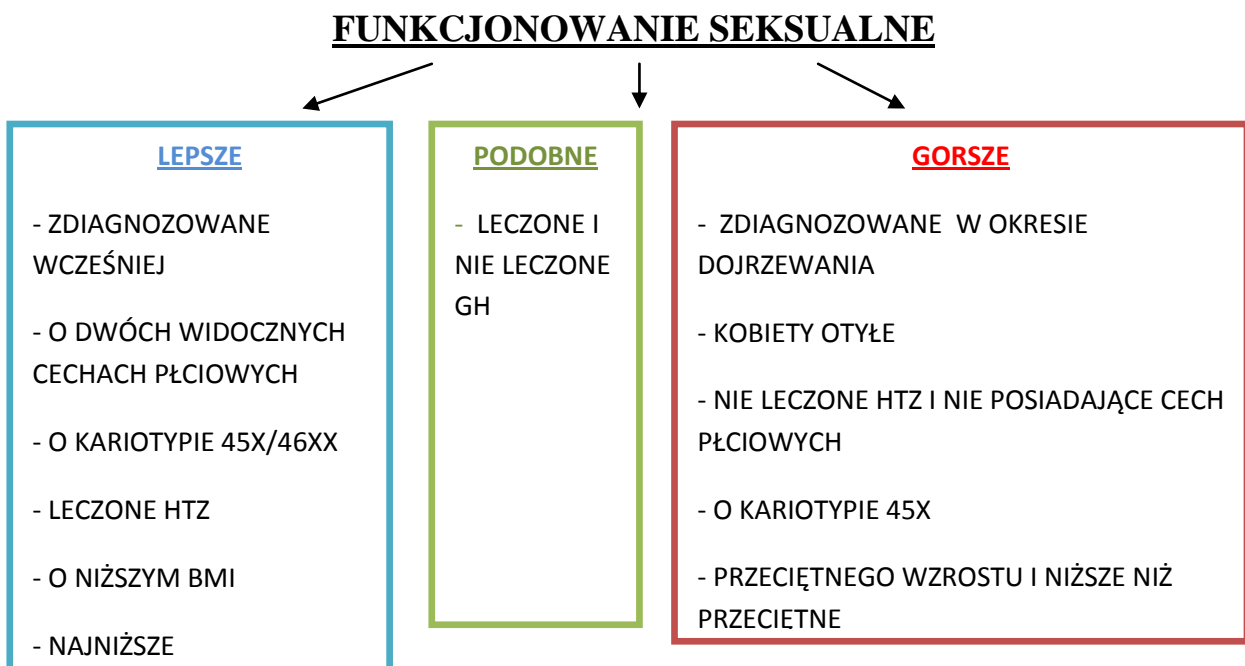 FUNKCJONOWANIE SEKSUALNE
LEPSZE
- ZDIAGNOZOWANE
WCZEŚNIEJ
- O DWÓCH WIDOCZNYCH
CECHACH PŁCIOWYCH
- O KARIOTYPIE 45X/46XX
- LECZONE HTZ
- O NIŻSZYM BMI
- NAJNIŻSZE
PODOBNE
- LECZONE I
NIE LECZONE
GH
GORSZE
- ZDIAGNOZOWANE W OKRESIE
DOJRZEWANIA
- KOBIETY OTYŁE
- NIE LECZONE HTZ I NIE POSIADAJĄCE CECH
PŁCIOWYCH
- O KARIOTYPIE 45X
- PRZECIĘTNEGO WZROSTU I NIŻSZE NIŻ
PRZECIĘTNE